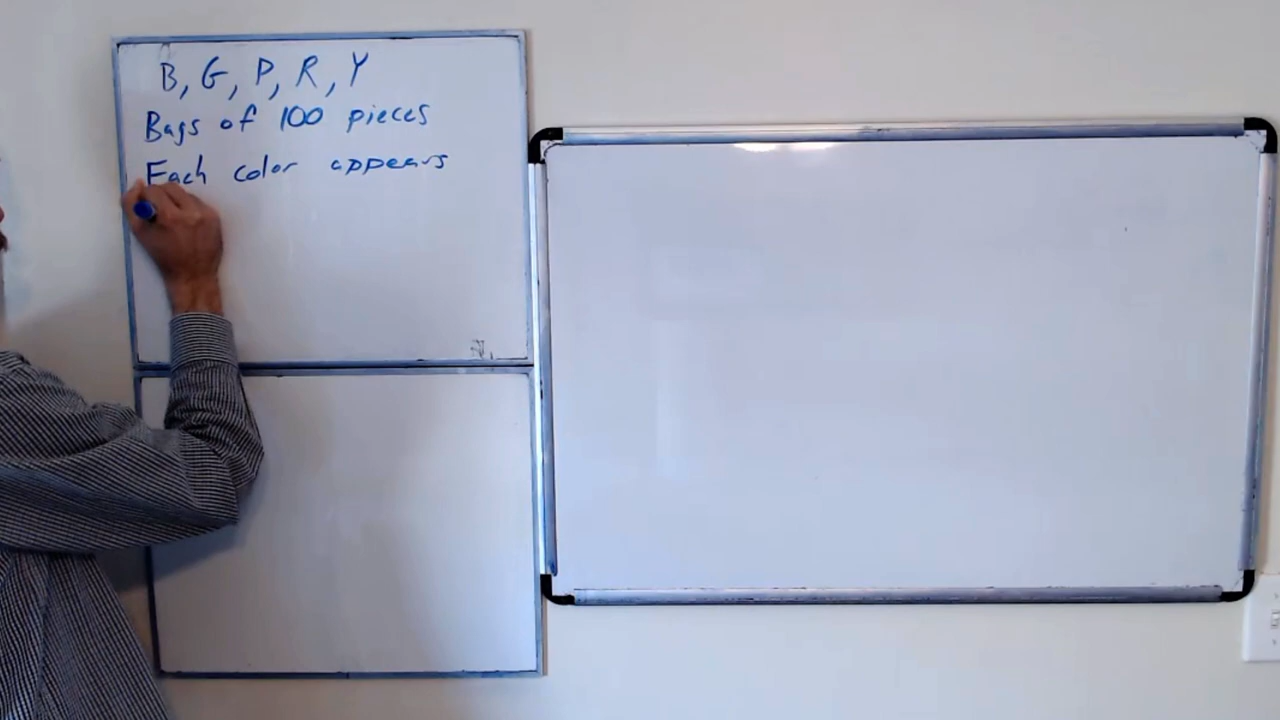 B, G, P, R, Y
Bags of 100 pieces
Each color appears